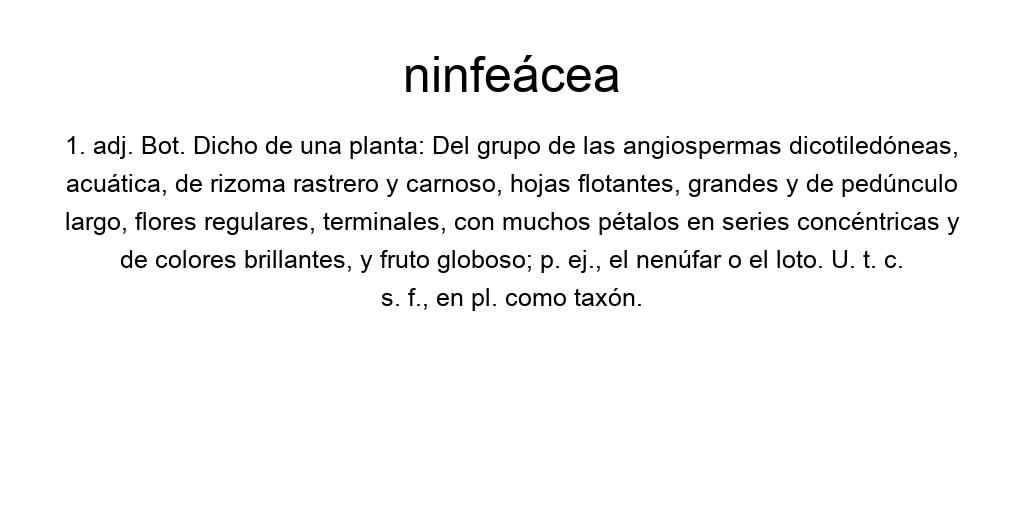 ninfeácea
1. adj. Bot. Dicho de una planta: Del grupo de las angiospermas dicotiledóneas,
acuática, de rizoma rastrero y carnoso, hojas flotantes, grandes y de pedúnculo
largo, flores regulares, terminales, con muchos pétalos en series concéntricas y
de colores brillantes, y fruto globoso; p. ej., el nenúfar o el loto. U. t. c.
s. f., en pl. como taxón.